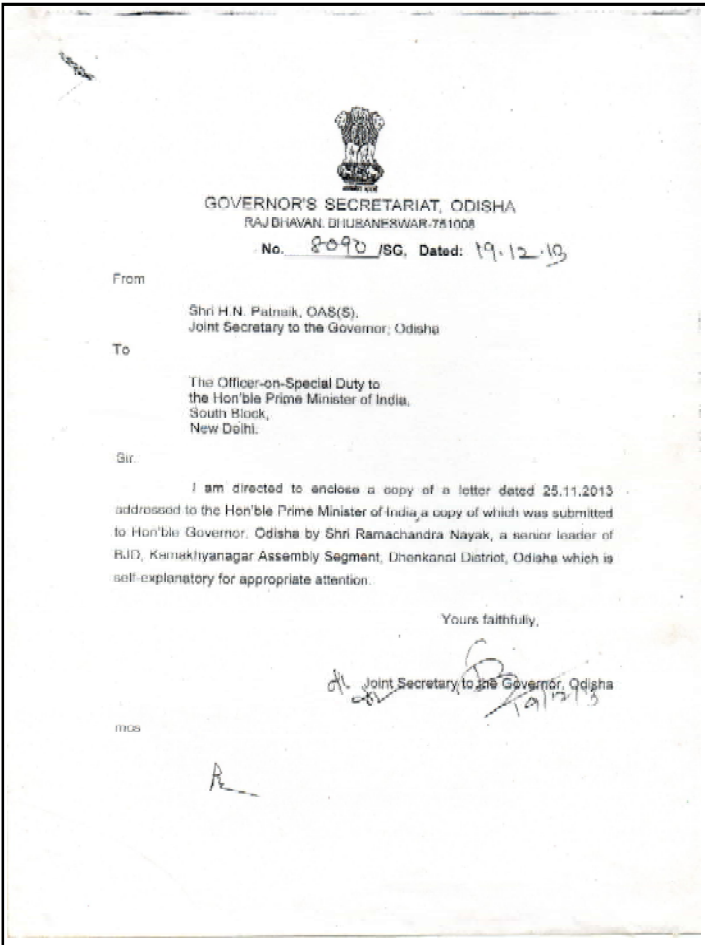 GOVERNOR'S SECRETARIAT, ODISHA
RAJ BHAVAN, BHUBANESWAR-751008
No. 8090 /SG, Dated: 19.12.13
From
Shri H.N. Patnaik, OAS(S),
Joint Secretary to the Governor, Odisha
To
The Officer-on-Special Duty to
the Hon'ble Prime Minister of India,
South Block,
New Delhi.
Sir,
I am directed to enclose a copy of a letter dated 25.11.2013
addressed to the Hon'ble Prime Minister of India, a copy of which was submitted
to Hon'ble Governor, Odisha by Shri Ramachandra Nayak, a senior leader of
BJD, Kamakhyanagar Assembly Segment, Dhenkanal District, Odisha which is
self-explanatory for appropriate attention.
Yours faithfully,
Joint Secretary to the Governor, Odisha
19/12/13